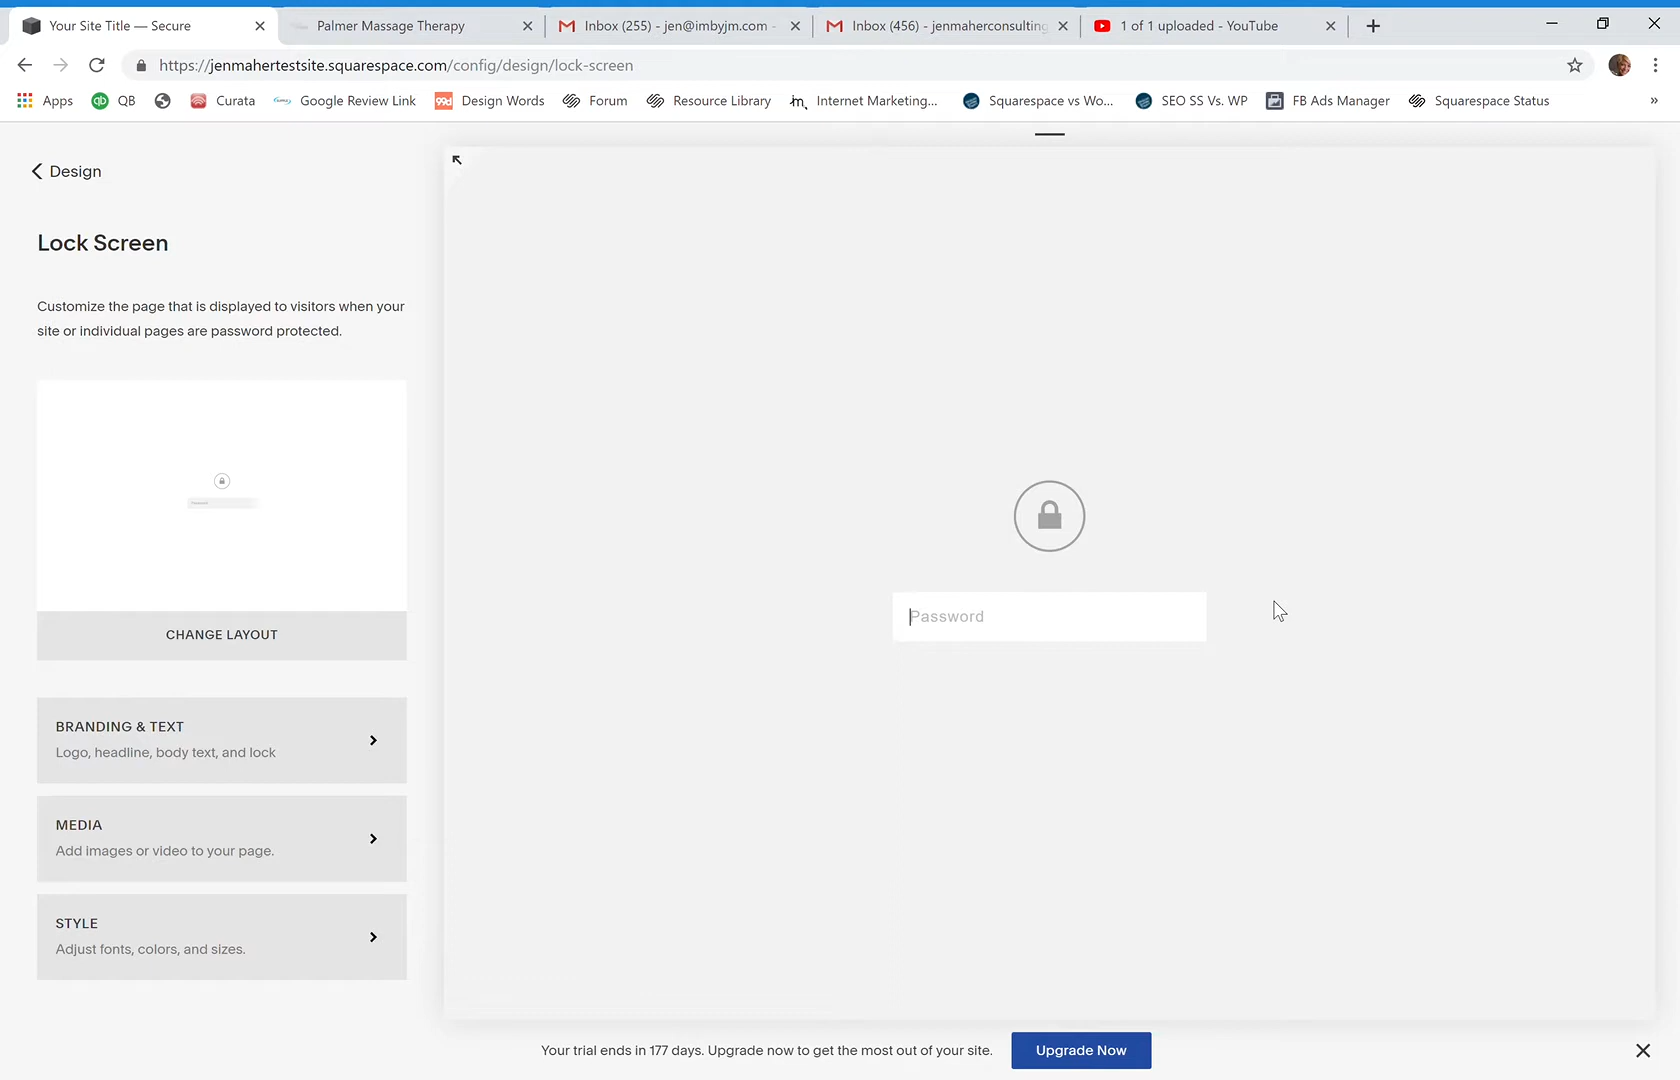 Your Site Title — Secure
Palmer Massage Therapy
Inbox (255) - jen@imbyjm.com -
Inbox (456) - jenmaherconsulting
1 of 1 uploaded - YouTube
https://jenmahertestsite.squarespace.com/config/design/lock-screen
Apps
QB
Curata
Google Review Link
99d Design Words
Forum
Resource Library
Internet Marketing...
Squarespace vs Wo...
SEO SS Vs. WP
FB Ads Manager
Squarespace Status
»
Design
Lock Screen
Customize the page that is displayed to visitors when your
site or individual pages are password protected.
CHANGE LAYOUT
BRANDING & TEXT
Logo, headline, body text, and lock
MEDIA
Add images or video to your page.
STYLE
Adjust fonts, colors, and sizes.
Password
Your trial ends in 177 days. Upgrade now to get the most out of your site.
Upgrade Now